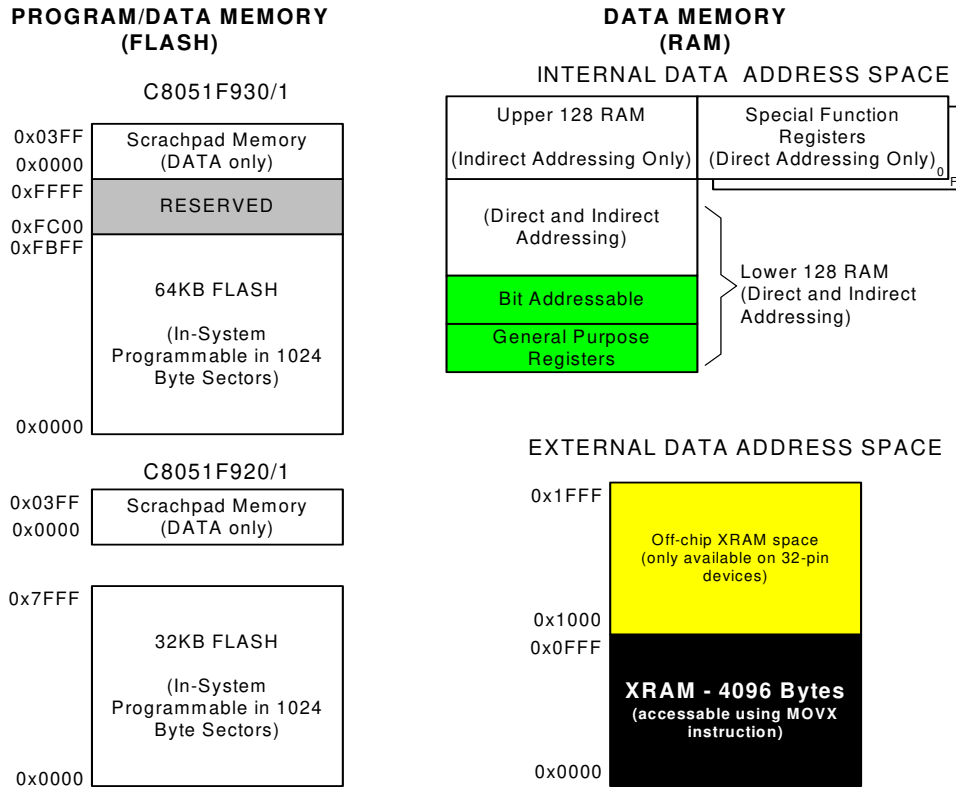 PROGRAM/DATA MEMORY
(FLASH)
C8051F930/1
0x03FF
Scrachpad Memory
(DATA only)
0x0000
0xFFFF
RESERVED
0xFC00
0xFBFF
64KB FLASH
(In-System
Programmable in 1024
Byte Sectors)
0x0000
C8051F920/1
0x03FF
Scrachpad Memory
(DATA only)
0x0000
0x7FFF
32KB FLASH
(In-System
Programmable in 1024
Byte Sectors)
0x0000
DATA MEMORY
(RAM)
INTERNAL DATA ADDRESS SPACE
Upper 128 RAM
(Indirect Addressing Only)
Special Function
Registers
(Direct Addressing Only)
0
F
(Direct and Indirect
Addressing)
Bit Addressable
General Purpose
Registers
Lower 128 RAM
(Direct and Indirect
Addressing)
EXTERNAL DATA ADDRESS SPACE
0x1FFF
Off-chip XRAM space
(only available on 32-pin
devices)
0x1000
0x0FFF
XRAM - 4096 Bytes
(accessable using MOVX
instruction)
0x0000